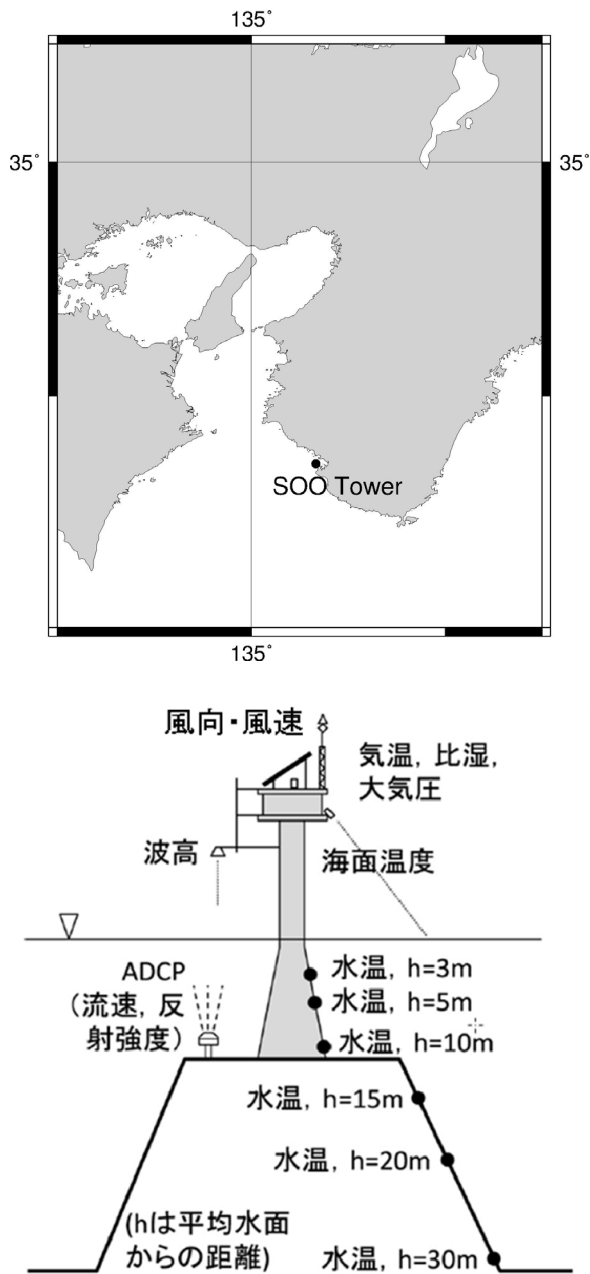 135°
35°
35°
SOO Tower
135°
風向・風速
気温, 比湿,
大気圧
波高
海面温度
ADCP
(流速, 反
射強度)
水温, h=3m
水温, h=5m
水温, h=10m
水温, h=15m
水温, h=20m
(hは平均水面
からの距離)
水温, h=30m